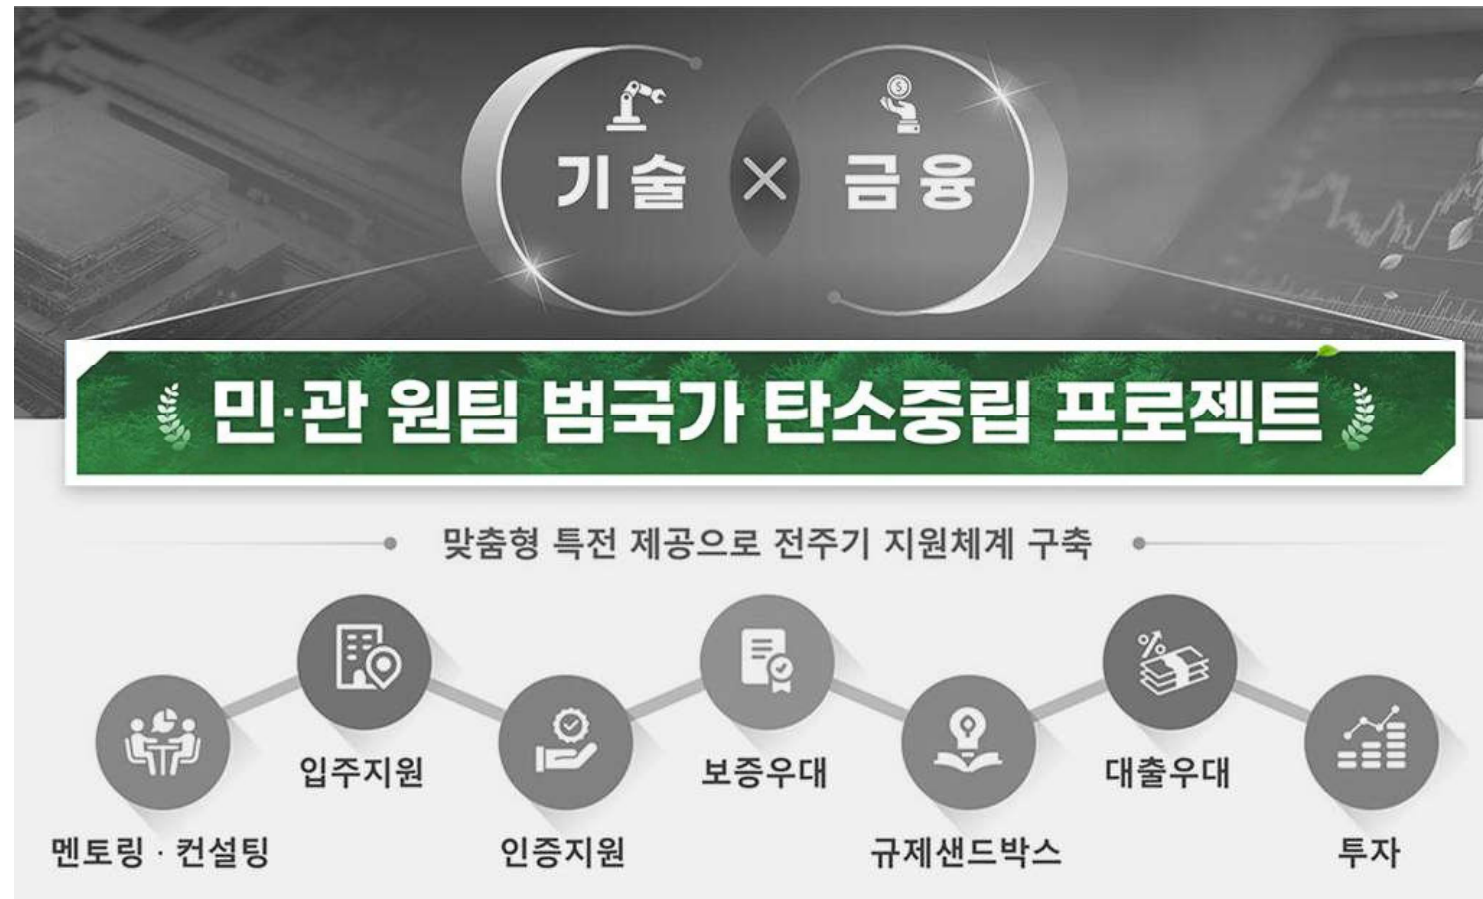 기술 × 금융
민·관 원팀 범국가 탄소중립 프로젝트
맞춤형 특전 제공으로 전주기 지원체계 구축
입주지원
보증우대
대출우대
멘토링 · 컨설팅
인증지원
규제샌드박스
투자